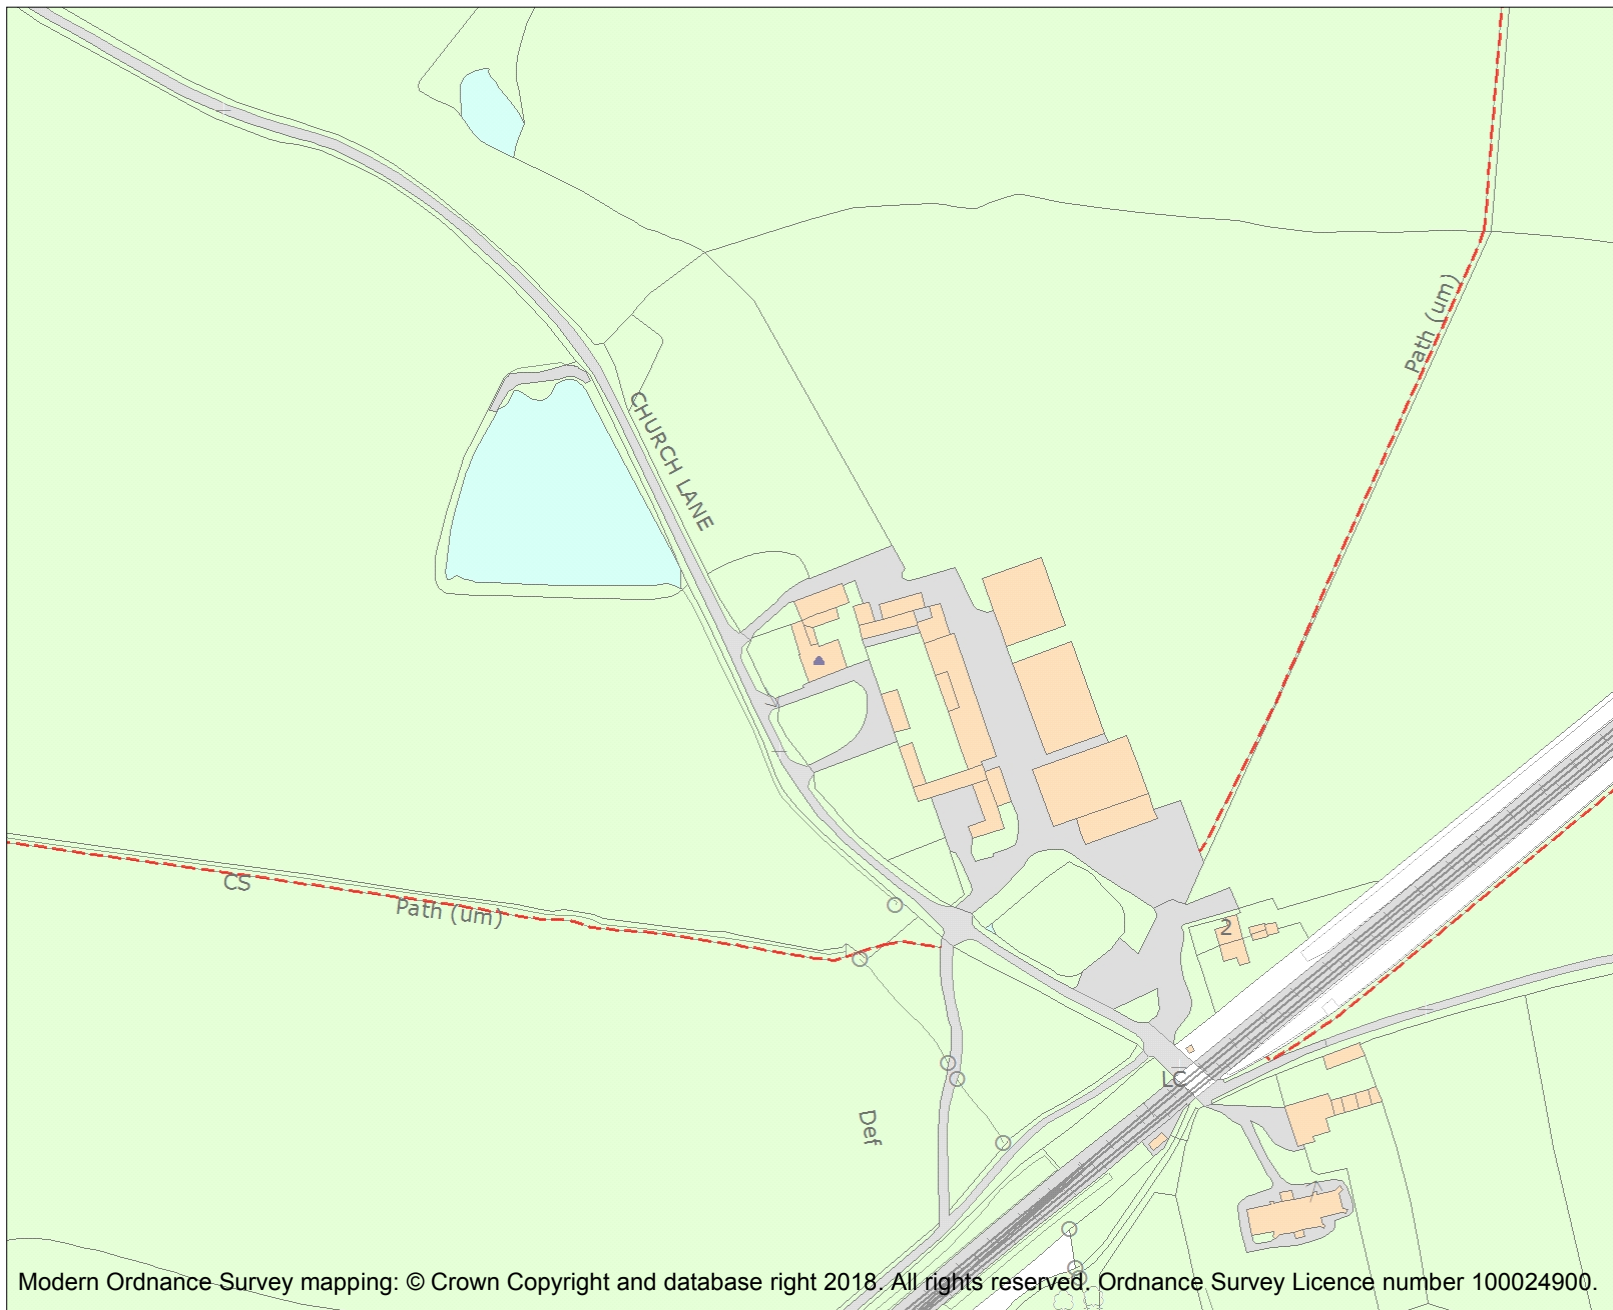 Path (um)
CHURCH LANE
CS
Path (um)
2
LC
Def
Modern Ordnance Survey mapping: © Crown Copyright and database right 2018. All rights reserved. Ordnance Survey Licence number 100024900.